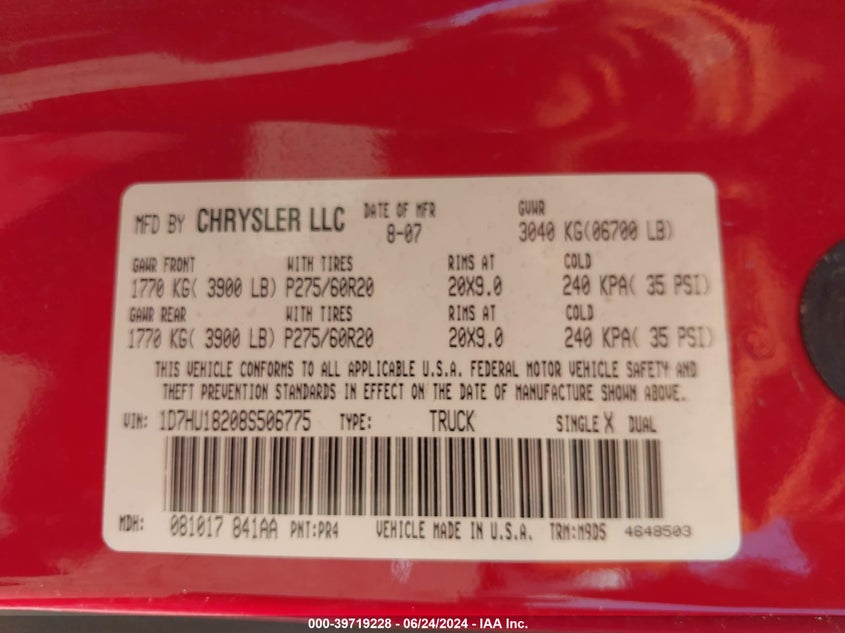 MFD BY CHRYSLER LLC DATE OF MFR 8-07 GVWR 3040 KG(06700 LB)
GAWR FRONT WITH TIRES RIMS AT COLD
1770 KG( 3900 LB) P275/60R20 20X9.0 240 KPA( 35 PSI)
GAWR REAR WITH TIRES RIMS AT COLD
1770 KG( 3900 LB) P275/60R20 20X9.0 240 KPA( 35 PSI)
THIS VEHICLE CONFORMS TO ALL APPLICABLE U.S.A. FEDERAL MOTOR VEHICLE SAFETY AND
THEFT PREVENTION STANDARDS IN EFFECT ON THE DATE OF MANUFACTURE SHOWN ABOVE.
VIN: 1D7HU18208S506775 TYPE: TRUCK SINGLE X DUAL
MDH: 081017 841AA PNT:PR4 VEHICLE MADE IN U.S.A. TRM:M9D5 4648503
000-39719228 - 06/24/2024 - IAA Inc.